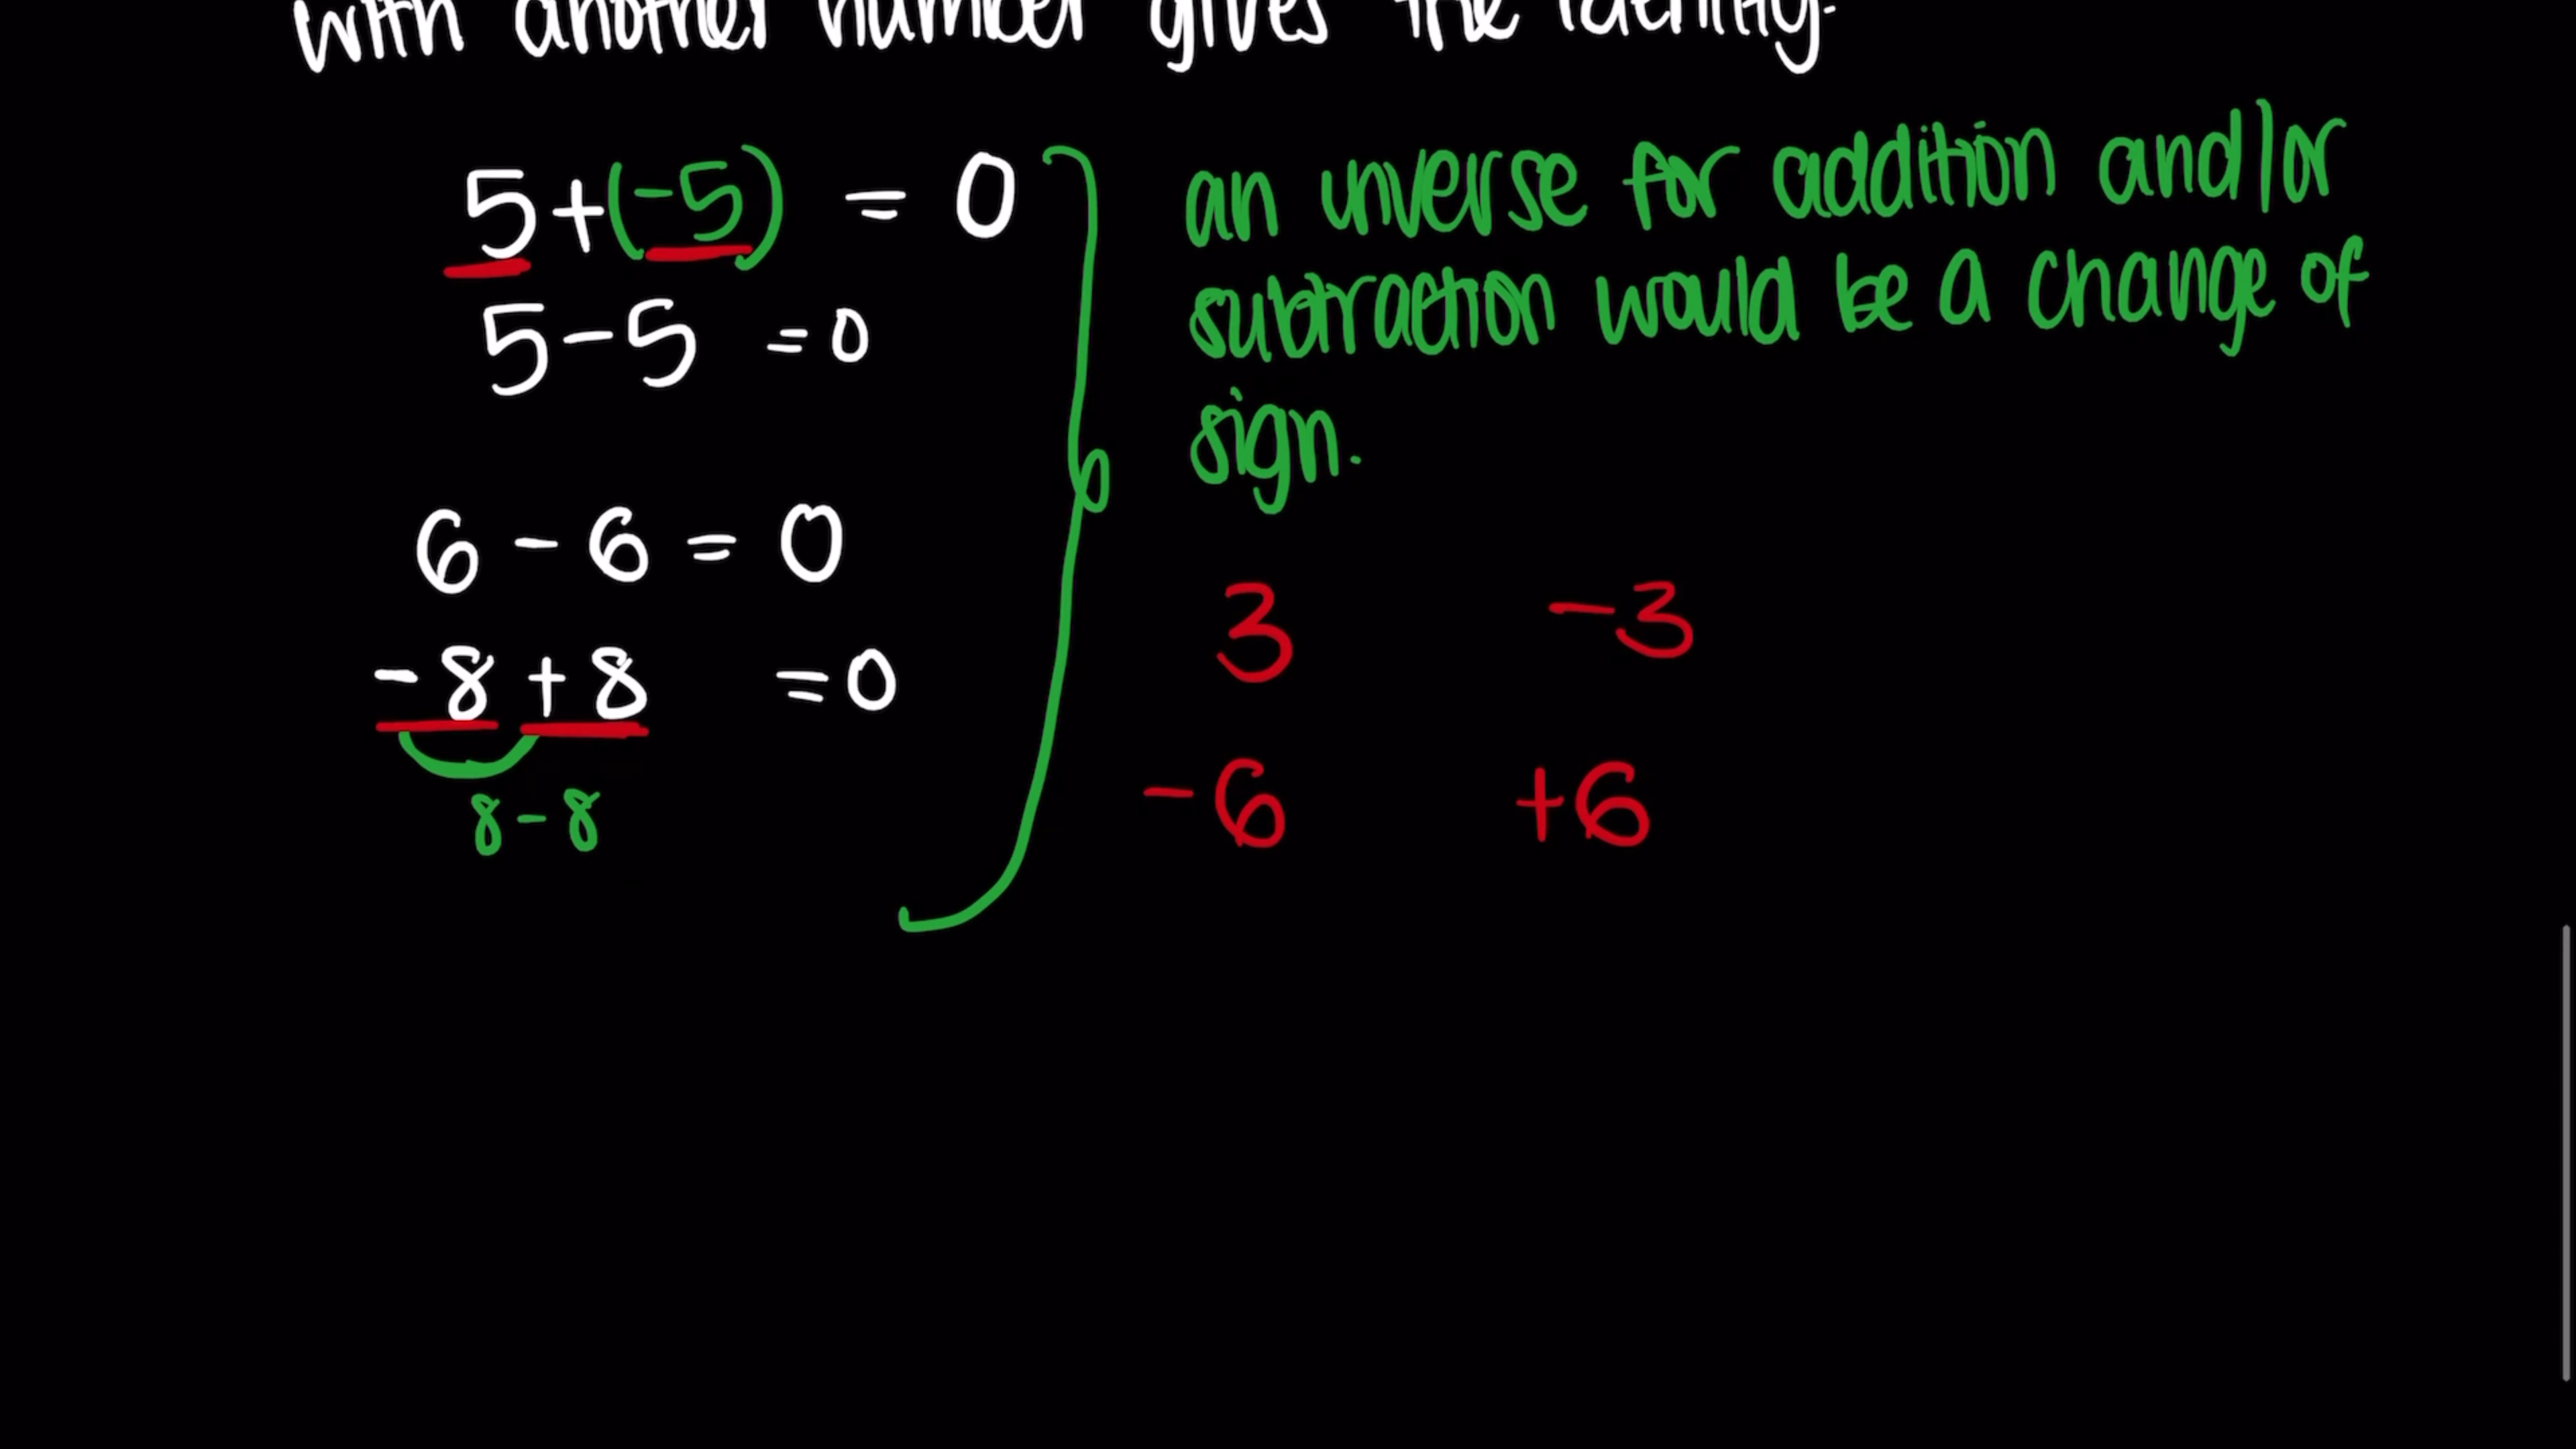 with another number gives the identity.
5+(-5) = 0
5-5 = 0
6 - 6 = 0
-8 +8 = 0
8-8
an inverse for addition and/or
subtraction would be a change of
sign.
3 -3
-6 +6